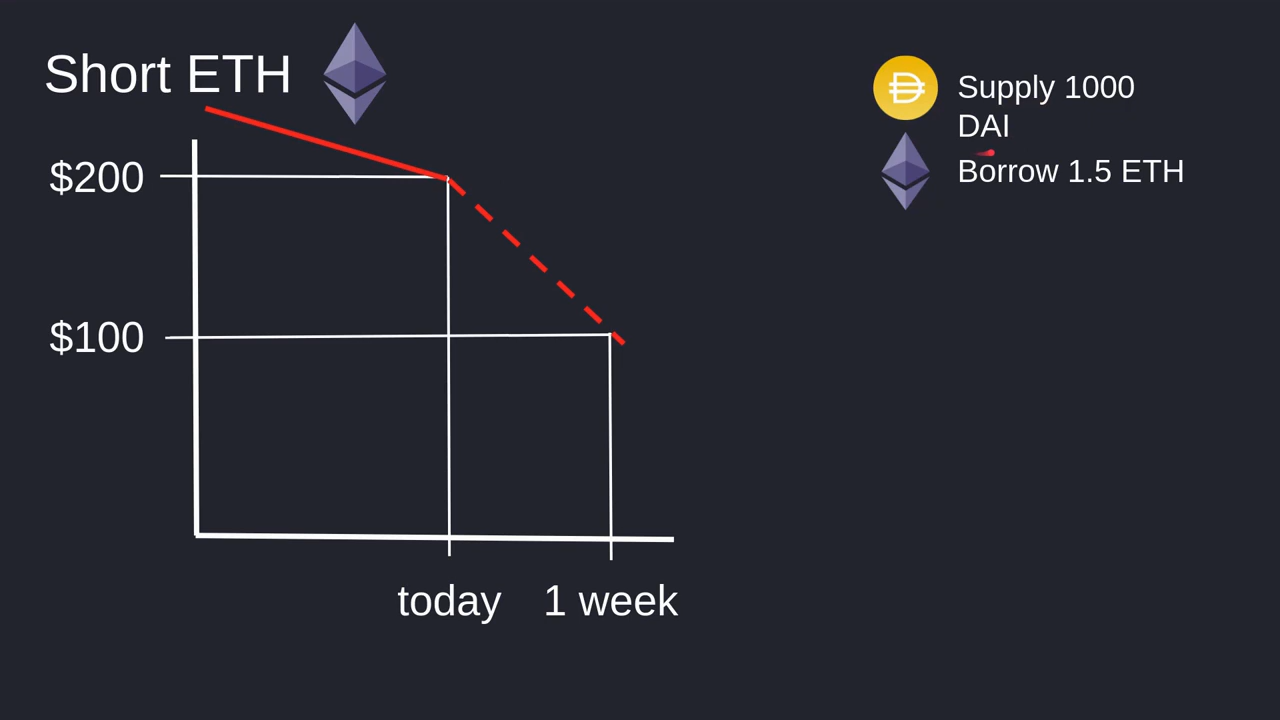 Short ETH
Supply 1000
DAI
Borrow 1.5 ETH
$200
$100
today
1 week